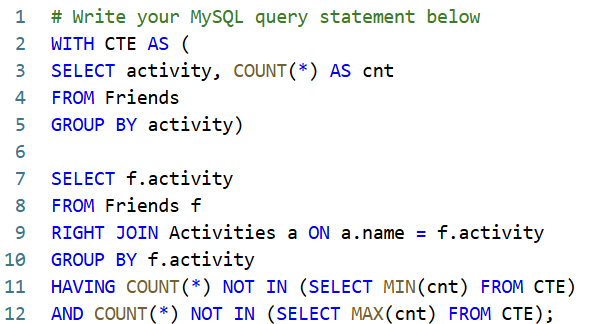 1 # Write your MySQL query statement below
2 WITH CTE AS (
3 SELECT activity, COUNT(*) AS cnt
4 FROM Friends
5 GROUP BY activity)
6
7 SELECT f.activity
8 FROM Friends f
9 RIGHT JOIN Activities a ON a.name = f.activity
10 GROUP BY f.activity
11 HAVING COUNT(*) NOT IN (SELECT MIN(cnt) FROM CTE)
12 AND COUNT(*) NOT IN (SELECT MAX(cnt) FROM CTE);